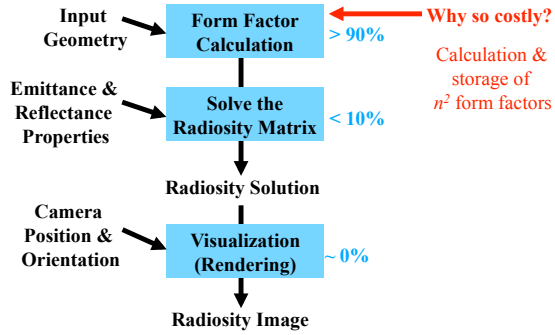 Input
Geometry
Form Factor
Calculation
> 90%
Why so costly?
Calculation &
storage of
n² form factors
Emittance &
Reflectance
Properties
Solve the
Radiosity Matrix
< 10%
Radiosity Solution
Camera
Position &
Orientation
Visualization
(Rendering)
~ 0%
Radiosity Image